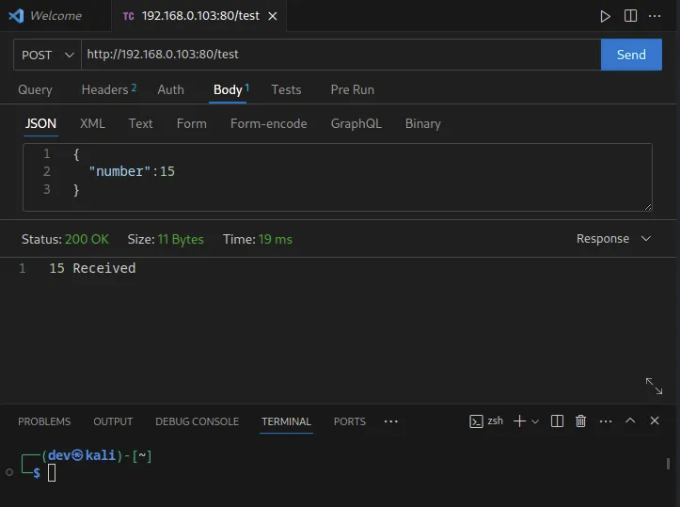 Welcome TC 192.168.0.103:80/test
POST http://192.168.0.103:80/test Send
Query Headers 2 Auth Body 1 Tests Pre Run
JSON XML Text Form Form-encode GraphQL Binary
1 {
2 "number":15
3 }
Status: 200 OK Size: 11 Bytes Time: 19 ms Response
1 15 Received
PROBLEMS OUTPUT DEBUG CONSOLE TERMINAL PORTS ... zsh
(dev㉿kali)-[~]
$